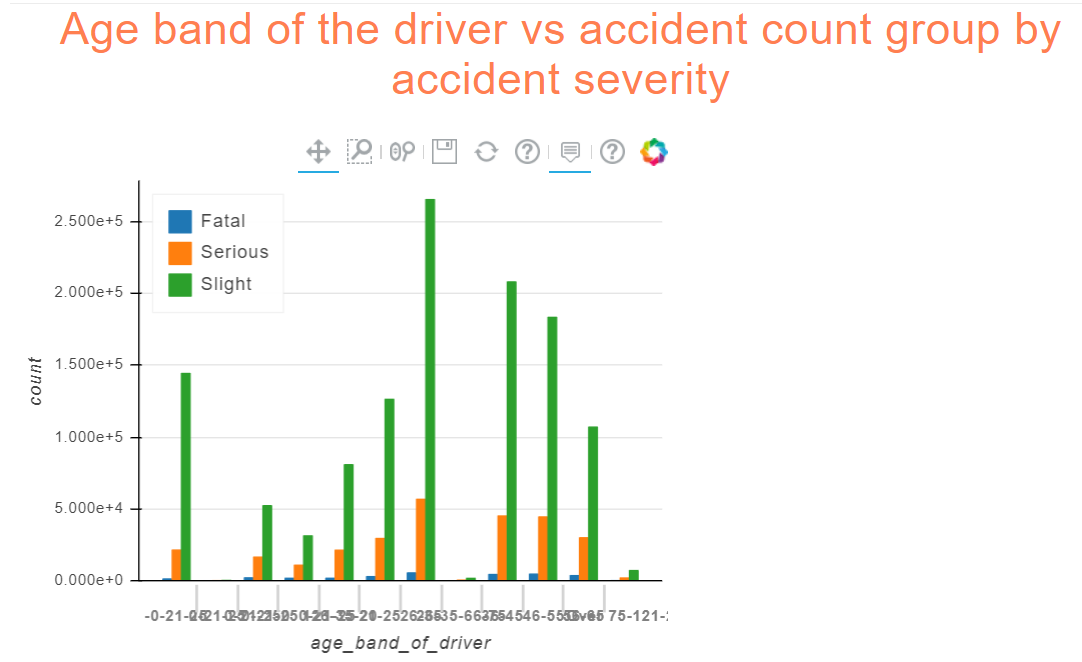 Age band of the driver vs accident count group by
accident severity
Fatal
Serious
Slight
2.500e+5
2.000e+5
1.500e+5
1.000e+5
5.000e+4
0.000e+0
count
age_band_of_driver